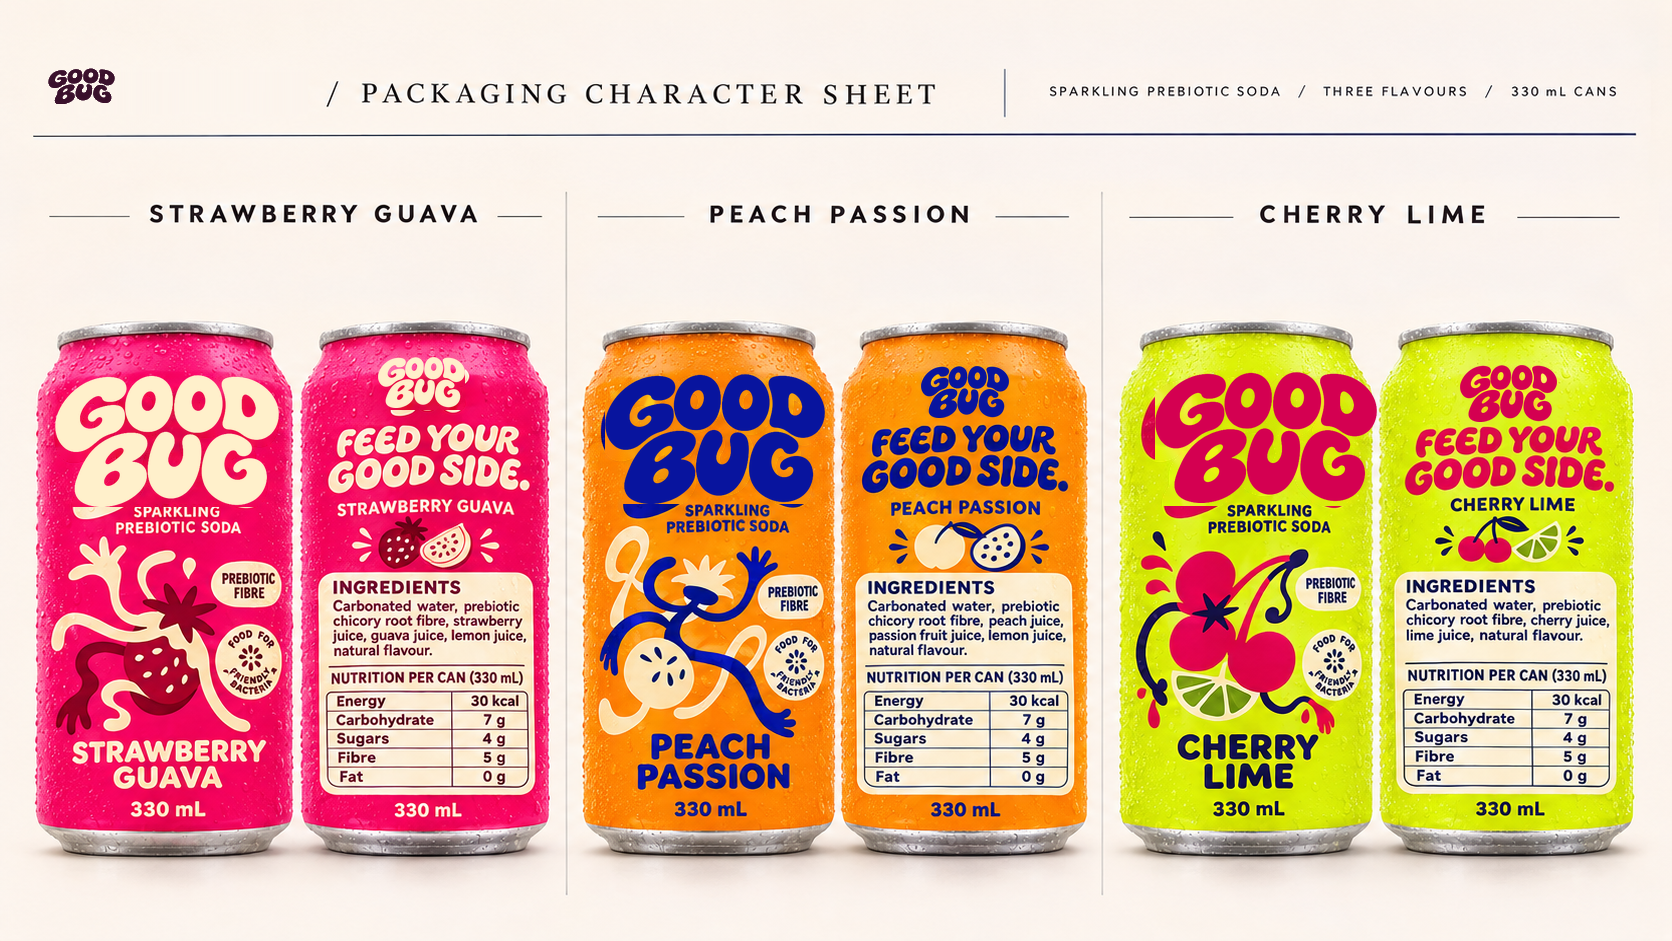 GOOD
BUG
/ PACKAGING CHARACTER SHEET
SPARKLING PREBIOTIC SODA / THREE FLAVOURS / 330 mL CANS
STRAWBERRY GUAVA
GOOD
BUG
SPARKLING
PREBIOTIC SODA
PREBIOTIC
FIBRE
FOOD FOR
FRIENDLY
BACTERIA
STRAWBERRY
GUAVA
330 mL
GOOD
BUG
FEED YOUR
GOOD SIDE.
STRAWBERRY GUAVA
INGREDIENTS
Carbonated water, prebiotic
chicory root fibre, strawberry
juice, guava juice, lemon juice,
natural flavour.
NUTRITION PER CAN (330 mL)
Energy 30 kcal
Carbohydrate 7 g
Sugars 4 g
Fibre 5 g
Fat 0 g
330 mL
PEACH PASSION
GOOD
BUG
SPARKLING
PREBIOTIC SODA
PREBIOTIC
FIBRE
FOOD FOR
FRIENDLY
BACTERIA
PEACH
PASSION
330 mL
GOOD
BUG
FEED YOUR
GOOD SIDE.
PEACH PASSION
INGREDIENTS
Carbonated water, prebiotic
chicory root fibre, peach juice,
passion fruit juice, lemon juice,
natural flavour.
NUTRITION PER CAN (330 mL)
Energy 30 kcal
Carbohydrate 7 g
Sugars 4 g
Fibre 5 g
Fat 0 g
330 mL
CHERRY LIME
GOOD
BUG
SPARKLING
PREBIOTIC SODA
PREBIOTIC
FIBRE
FOOD FOR
FRIENDLY
BACTERIA
CHERRY
LIME
330 mL
GOOD
BUG
FEED YOUR
GOOD SIDE.
CHERRY LIME
INGREDIENTS
Carbonated water, prebiotic
chicory root fibre, cherry juice,
lime juice, natural flavour.
NUTRITION PER CAN (330 mL)
Energy 30 kcal
Carbohydrate 7 g
Sugars 4 g
Fibre 5 g
Fat 0 g
330 mL